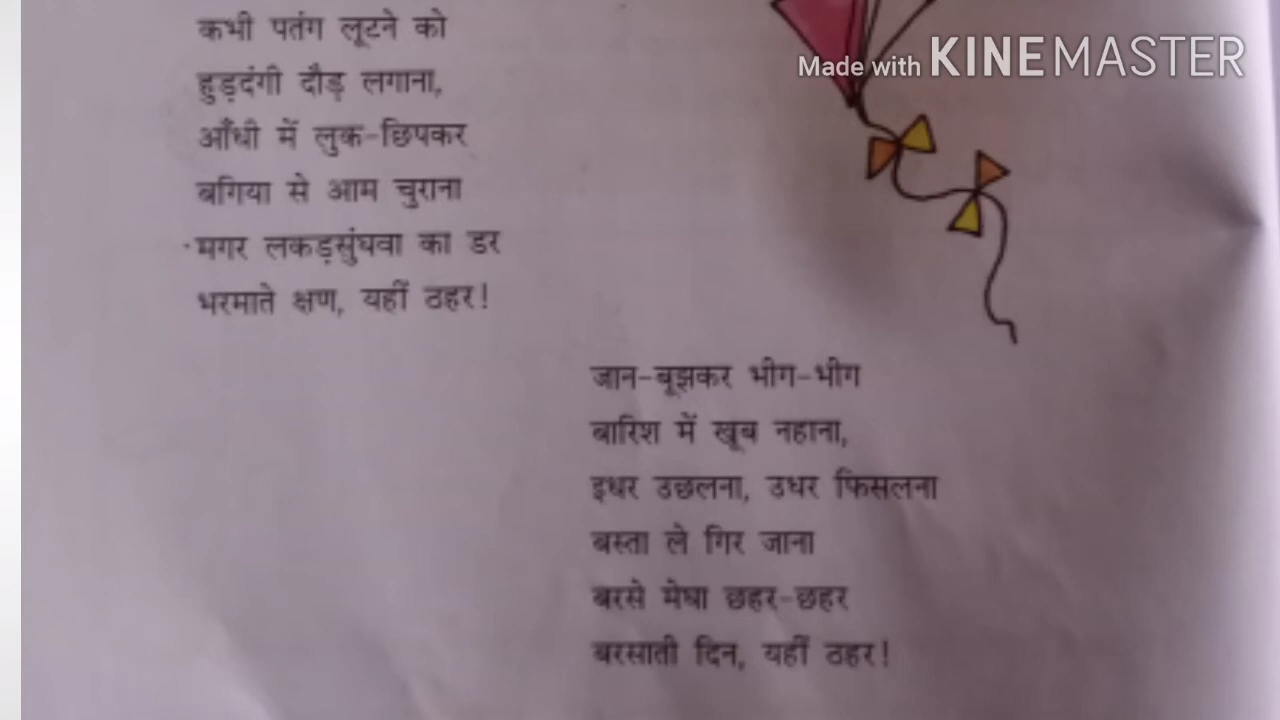 कभी पतंग लूटने को
Made with KINEMASTER
हुड़दंगी दौड़ लगाना,
आँधी में लुक-छिपकर
बगिया से आम चुराना
मगर लकड़सुंघवा का डर
भरमाते क्षण, यहीं ठहर!
जान-बूझकर भीग-भीग
बारिश में खूब नहाना,
इधर उछलना, उधर फिसलना
बस्ता ले गिर जाना
बरसे मेघा छहर-छहर
बरसाती दिन, यहीं ठहर!